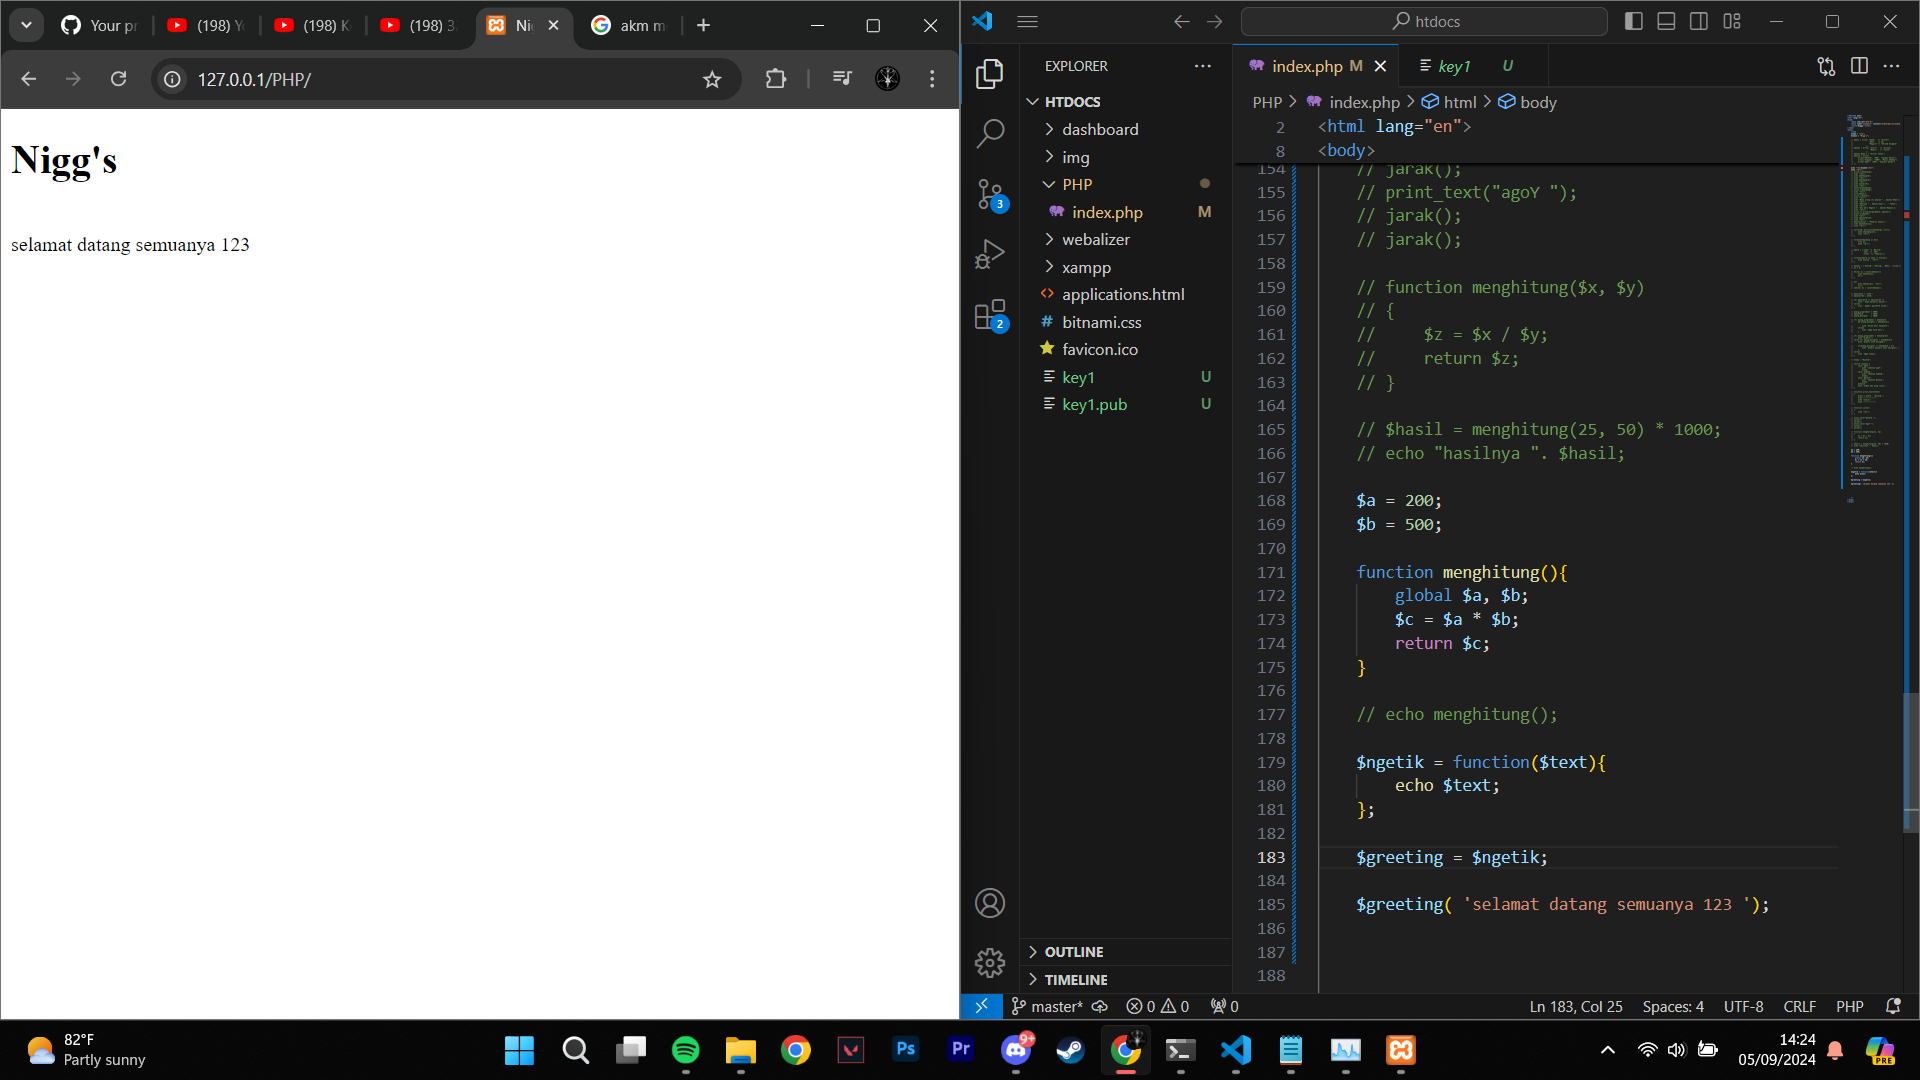 Your pr
(198) Y
(198) K
(198) 3
Ni
akm m
127.0.0.1/PHP/
Nigg's
selamat datang semuanya 123
htdocs
EXPLORER
HTDOCS
dashboard
img
PHP
index.php M
webalizer
xampp
applications.html
bitnami.css
favicon.ico
key1 U
key1.pub U
OUTLINE
TIMELINE
3
2
index.php M
key1 U
PHP > index.php > html > body
2 <html lang="en">
8 <body>
154 // jarak();
155 // print_text("agoY ");
156 // jarak();
157 // jarak();
158
159 // function menghitung($x, $y)
160 // {
161 //     $z = $x / $y;
162 //     return $z;
163 // }
164
165 // $hasil = menghitung(25, 50) * 1000;
166 // echo "hasilnya ". $hasil;
167
168 $a = 200;
169 $b = 500;
170
171 function menghitung(){
172     global $a, $b;
173     $c = $a * $b;
174     return $c;
175 }
176
177 // echo menghitung();
178
179 $ngetik = function($text){
180     echo $text;
181 };
182
183 $greeting = $ngetik;
184
185 $greeting( 'selamat datang semuanya 123 ');
186
187
188
master* 0 0 0
Ln 183, Col 25 Spaces: 4 UTF-8 CRLF PHP
82°F
Partly sunny
Ps
Pr
9+
PRE
14:24
05/09/2024